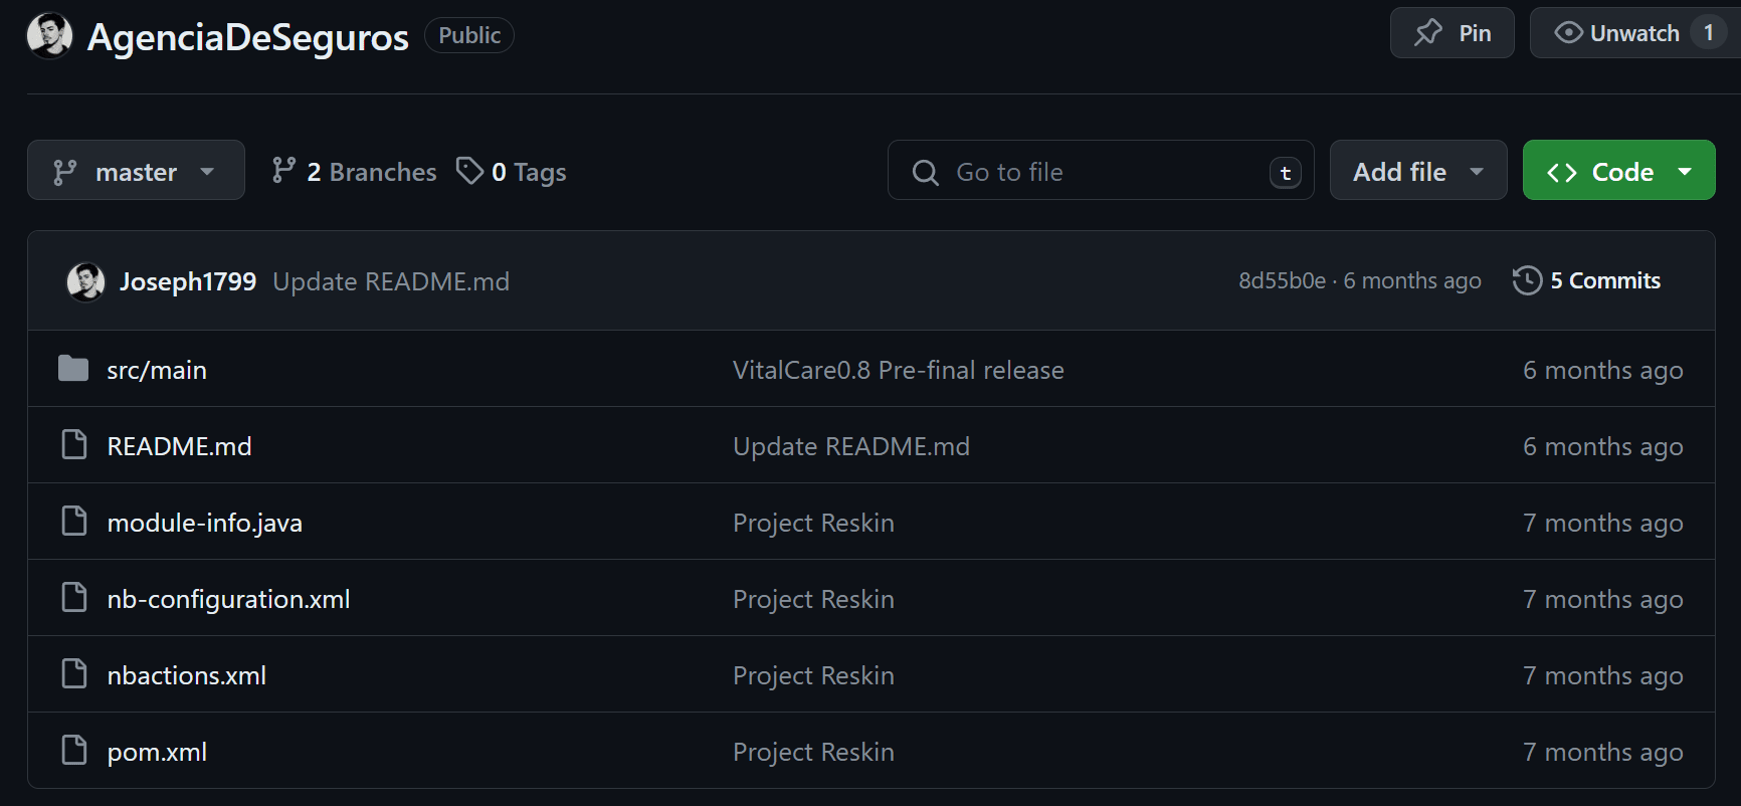 AgenciaDeSeguros Public Pin Unwatch 1
master 2 Branches 0 Tags Go to file t Add file Code
Joseph1799 Update README.md 8d55b0e · 6 months ago 5 Commits
src/main VitalCare0.8 Pre-final release 6 months ago
README.md Update README.md 6 months ago
module-info.java Project Reskin 7 months ago
nb-configuration.xml Project Reskin 7 months ago
nbactions.xml Project Reskin 7 months ago
pom.xml Project Reskin 7 months ago